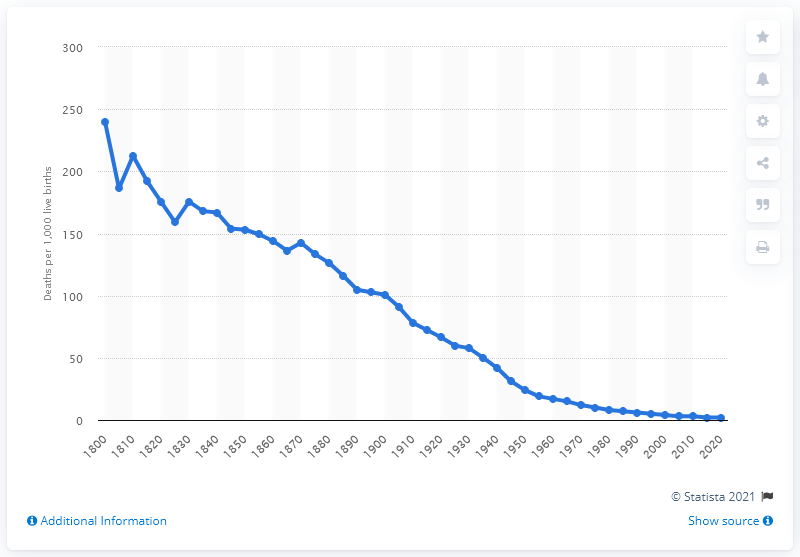 300
250
200
150
100
50
0
Deaths per 1,000 live births
1800 1810 1820 1830 1840 1850 1860 1870 1880 1890 1900 1910 1920 1930 1940 1950 1960 1970 1980 1990 2000 2010 2020
© Statista 2021
Additional Information
Show source